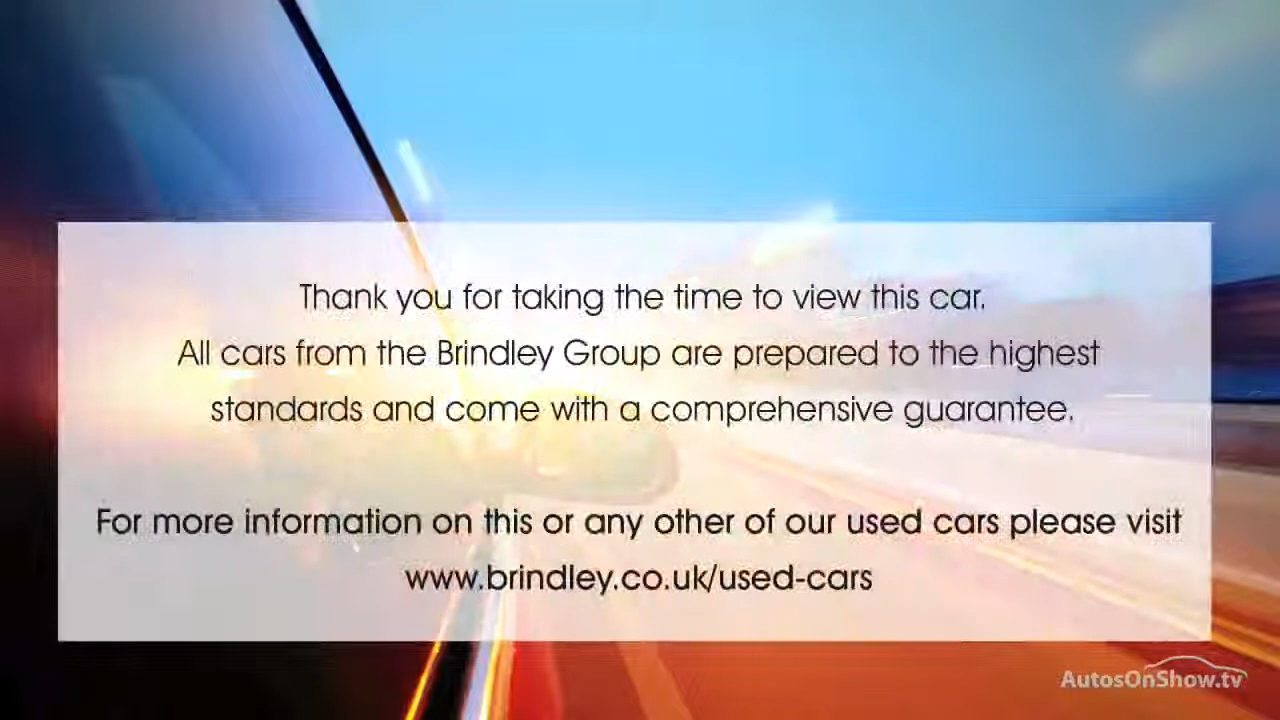 Thank you for taking the time to view this car.
All cars from the Brindley Group are prepared to the highest
standards and come with a comprehensive guarantee.
For more information on this or any other of our used cars please visit
www.brindley.co.uk/used-cars
AutosOnShow.tv